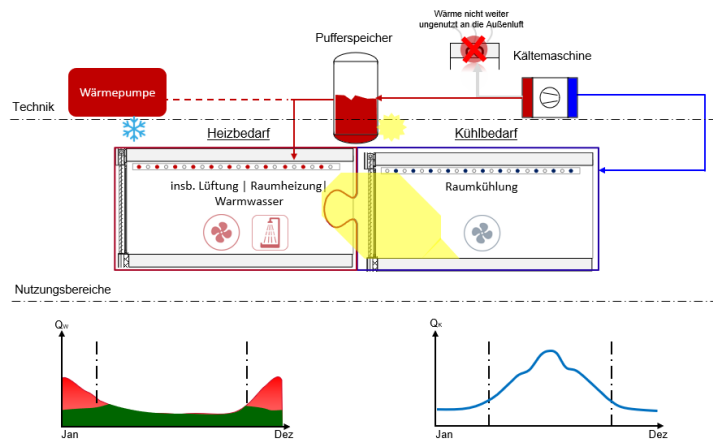 Wärme nicht weiter
ungenutzt an die Außenluft
Pufferspeicher
Kältemaschine
Wärmepumpe
Technik
Heizbedarf
Kühlbedarf
insb. Lüftung | Raumheizung|
Warmwasser
Raumkühlung
Nutzungsbereiche
Qw
QK
Jan
Dez
Jan
Dez